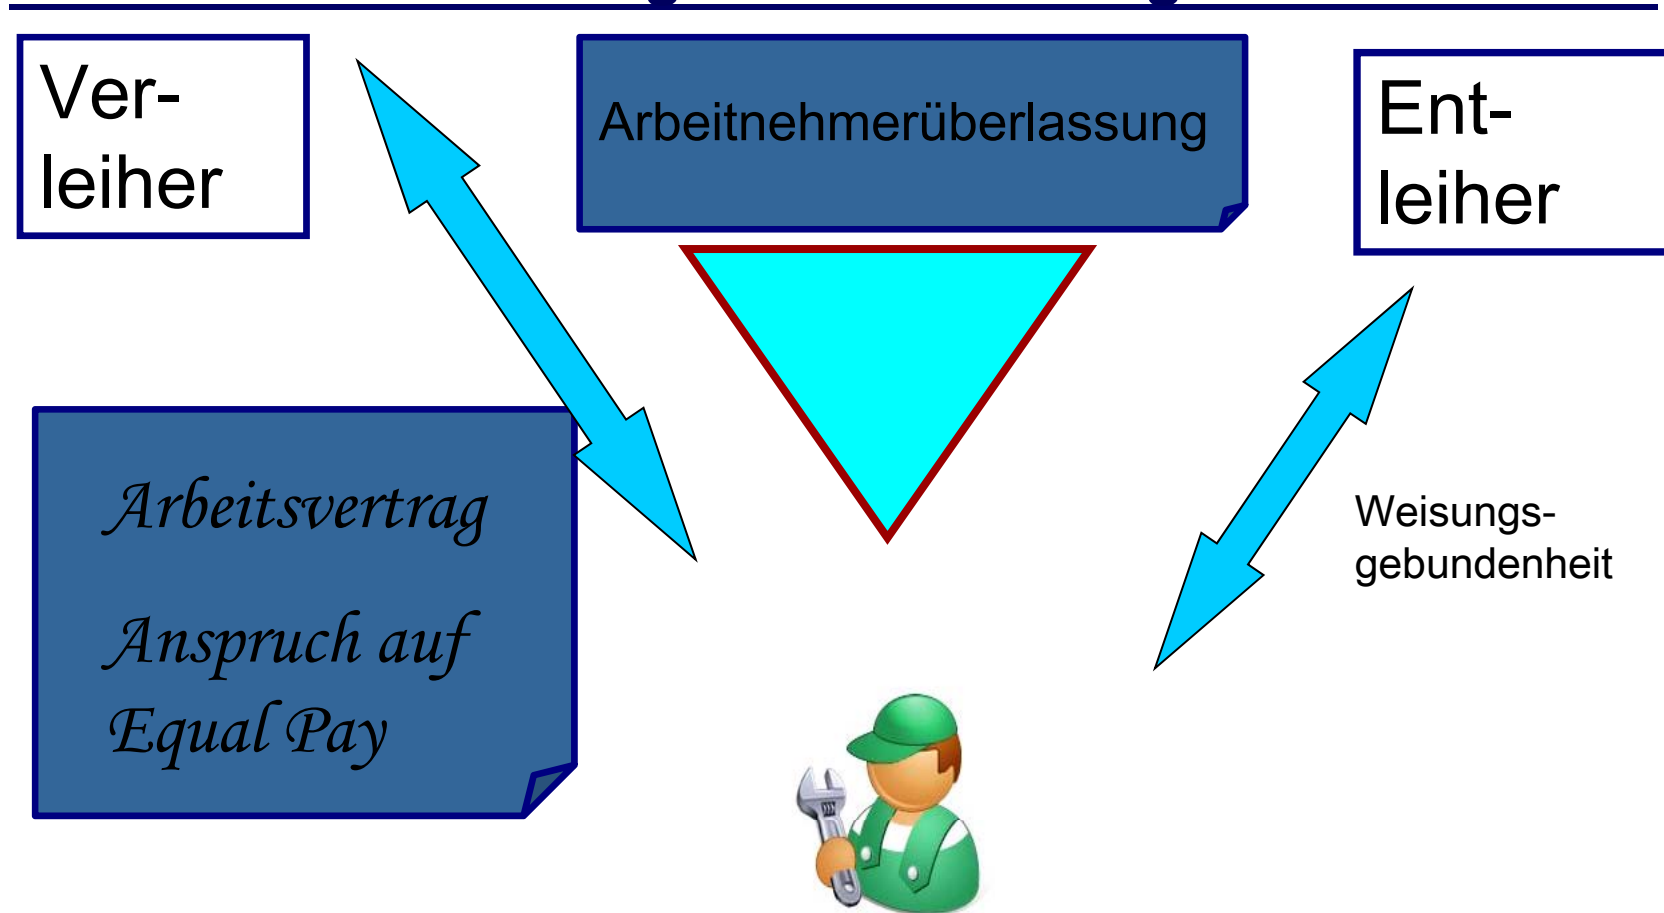 Ver-
leiher
Arbeitnehmerüberlassung
Ent-
leiher
Arbeitsvertrag
Anspruch auf
Equal Pay
Weisungs-
gebundenheit